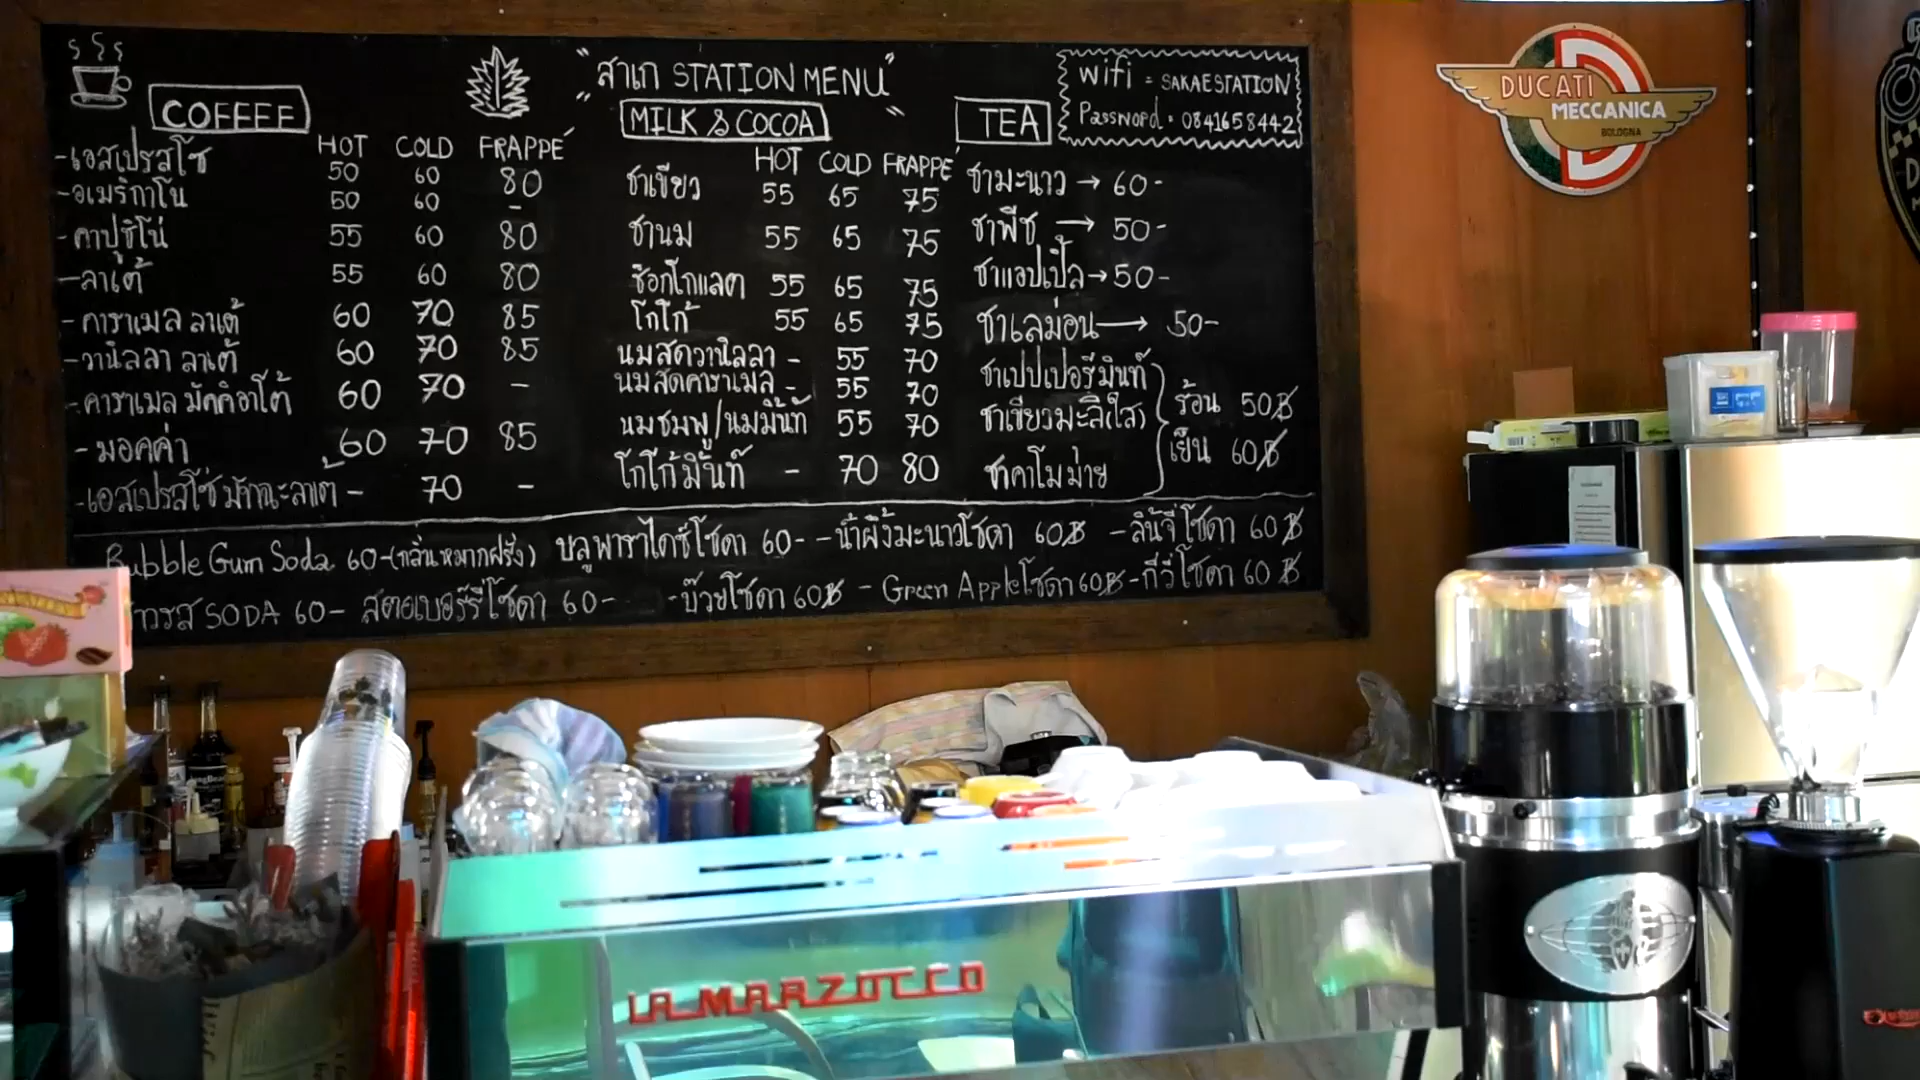 "สาเก STATION MENU"
wifi = SAKAESTATION
Password = 0841658442
COFFEE
HOT COLD FRAPPE
-เอสเปรสโซ 50 60 80
-อเมริกาโน 50 60 -
-คาปูชิโน่ 55 60 80
-ลาเต้ 55 60 80
-คาราเมล ลาเต้ 60 70 85
-วานิลลา ลาเต้ 60 70 85
-คาราเมล มัคคิอาโต้ 60 70 -
-มอคค่า 60 70 85
-เอสเปรสโซ่ มัทฉะลาเต้ - 70 -
MILK & COCOA
HOT COLD FRAPPE
ชาเขียว 55 65 75
ชานม 55 65 75
ช๊อกโกแลต 55 65 75
โกโก้ 55 65 75
นมสดวานิลลา - 55 70
นมสดคาราเมล - 55 70
นมชมพู/นมมิ้นท์ 55 70
โกโก้มิ้นท์ - 70 80
TEA
ชามะนาว → 60-
ชาพีช → 50-
ชาแอปเปิ้ล → 50-
ชาเลม่อน → 50-
ชาเปปเปอร์มินท์
ชาเขียวมะลิ(ใส)
ชาคาโมมาย
ร้อน 50฿
เย็น 60฿
Bubble Gum Soda 60-(กลิ่นหมากฝรั่ง) บลูพาราไดซ์โซดา 60- -น้ำผึ้งมะนาวโซดา 60฿ -ลิ้นจี่โซดา 60฿
SODA 60- สตอเบอร์รี่โซดา 60- -บ๊วยโซดา 60฿ - Green Appleโซดา 60฿ -กีวี่โซดา 60฿
DUCATI
MECCANICA
BOLOGNA
LA MARZOCCO